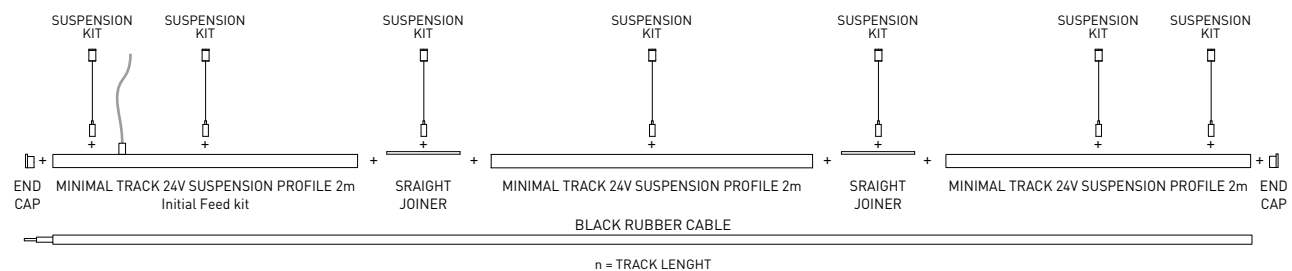 SUSPENSION
KIT
SUSPENSION
KIT
SUSPENSION
KIT
SUSPENSION
KIT
SUSPENSION
KIT
SUSPENSION
KIT
SUSPENSION
KIT
+ + + + + + +
+ + + + + +
END
CAP
MINIMAL TRACK 24V SUSPENSION PROFILE 2m
Initial Feed kit
SRAIGHT
JOINER
MINIMAL TRACK 24V SUSPENSION PROFILE 2m
SRAIGHT
JOINER
MINIMAL TRACK 24V SUSPENSION PROFILE 2m
END
CAP
BLACK RUBBER CABLE
n = TRACK LENGHT